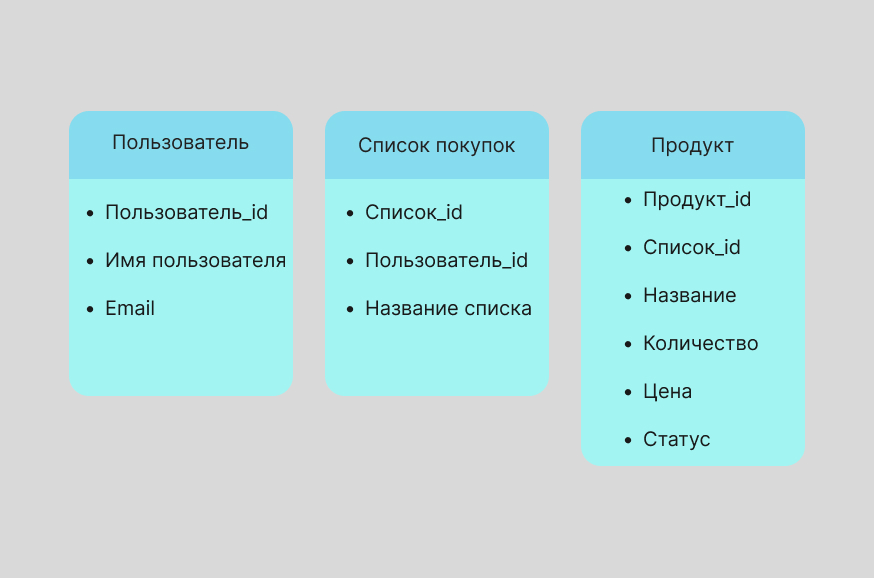 Пользователь
Пользователь_id
Имя пользователя
Email
Список покупок
Список_id
Пользователь_id
Название списка
Продукт
Продукт_id
Список_id
Название
Количество
Цена
Статус